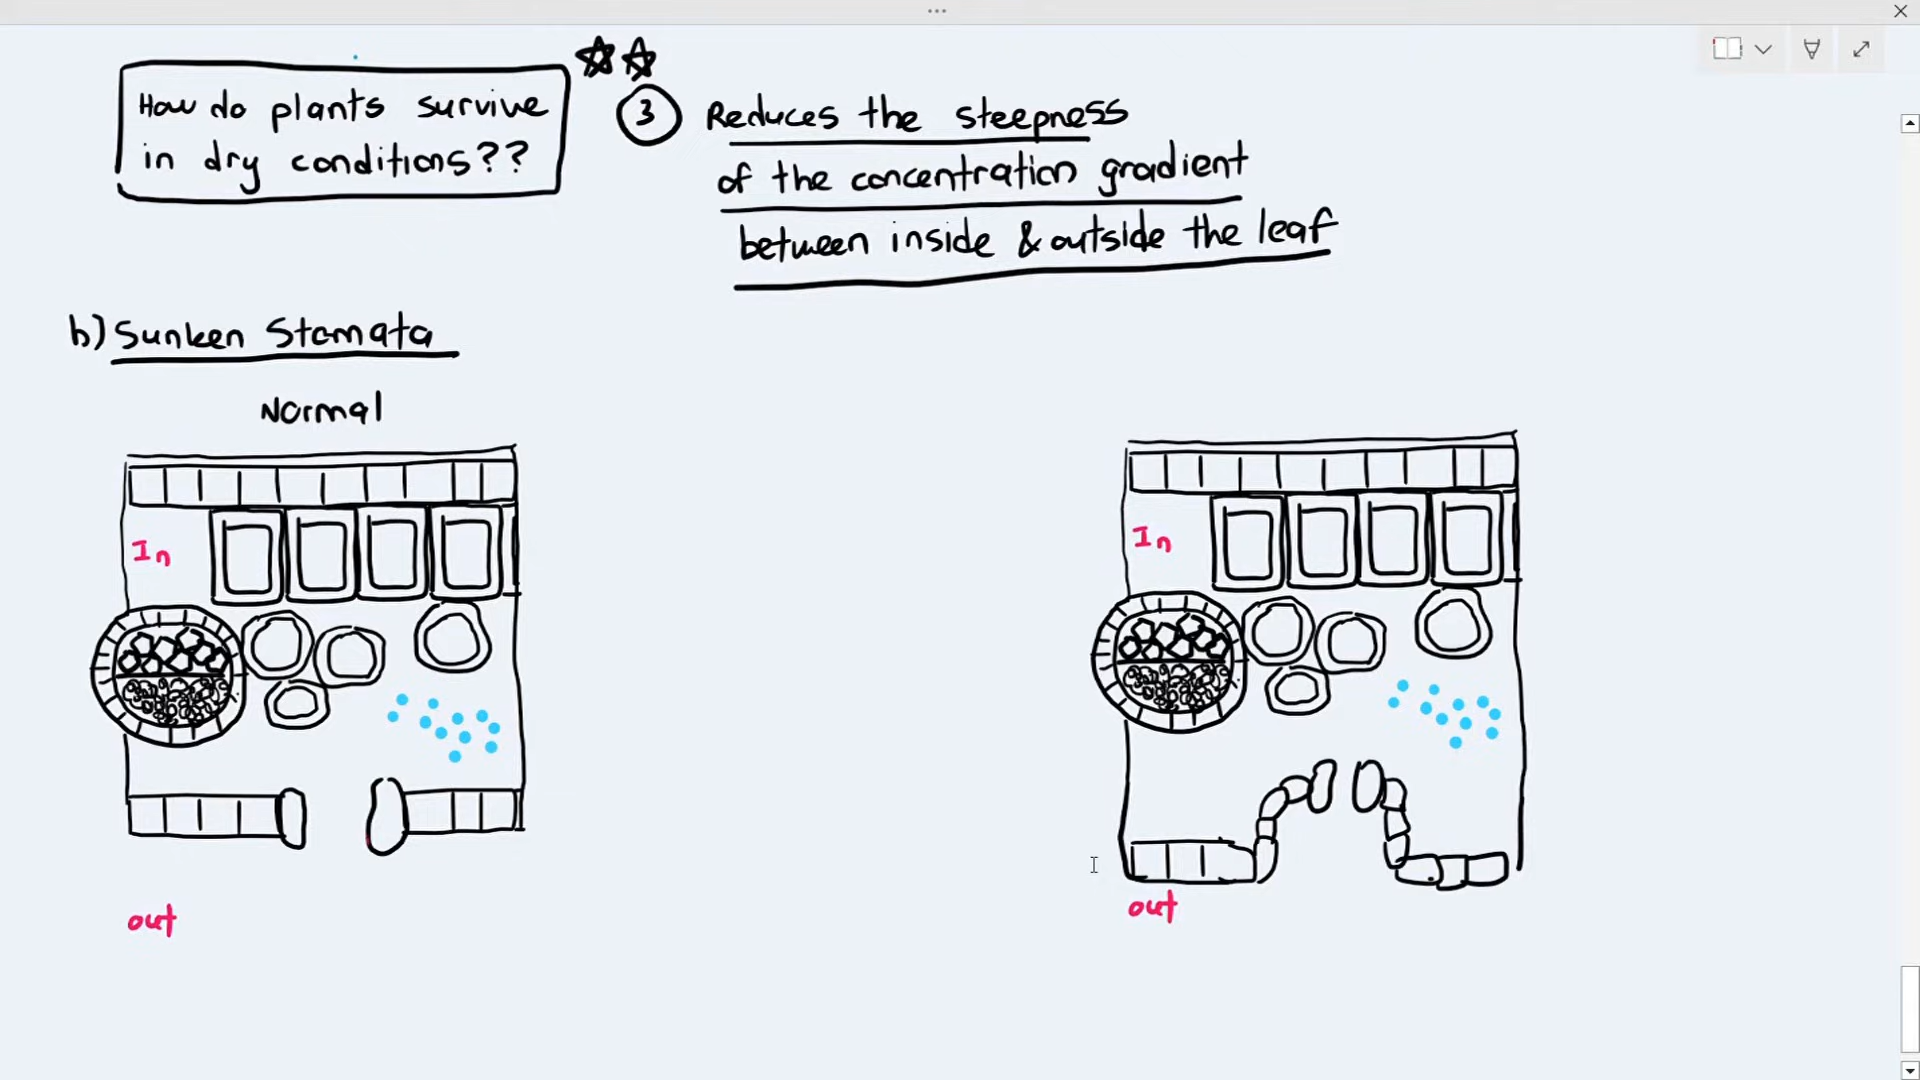 How do plants survive
in dry conditions??
3
Reduces the steepness
of the concentration gradient
between inside & outside the leaf
b) Sunken Stomata
Normal
In
out
In
out